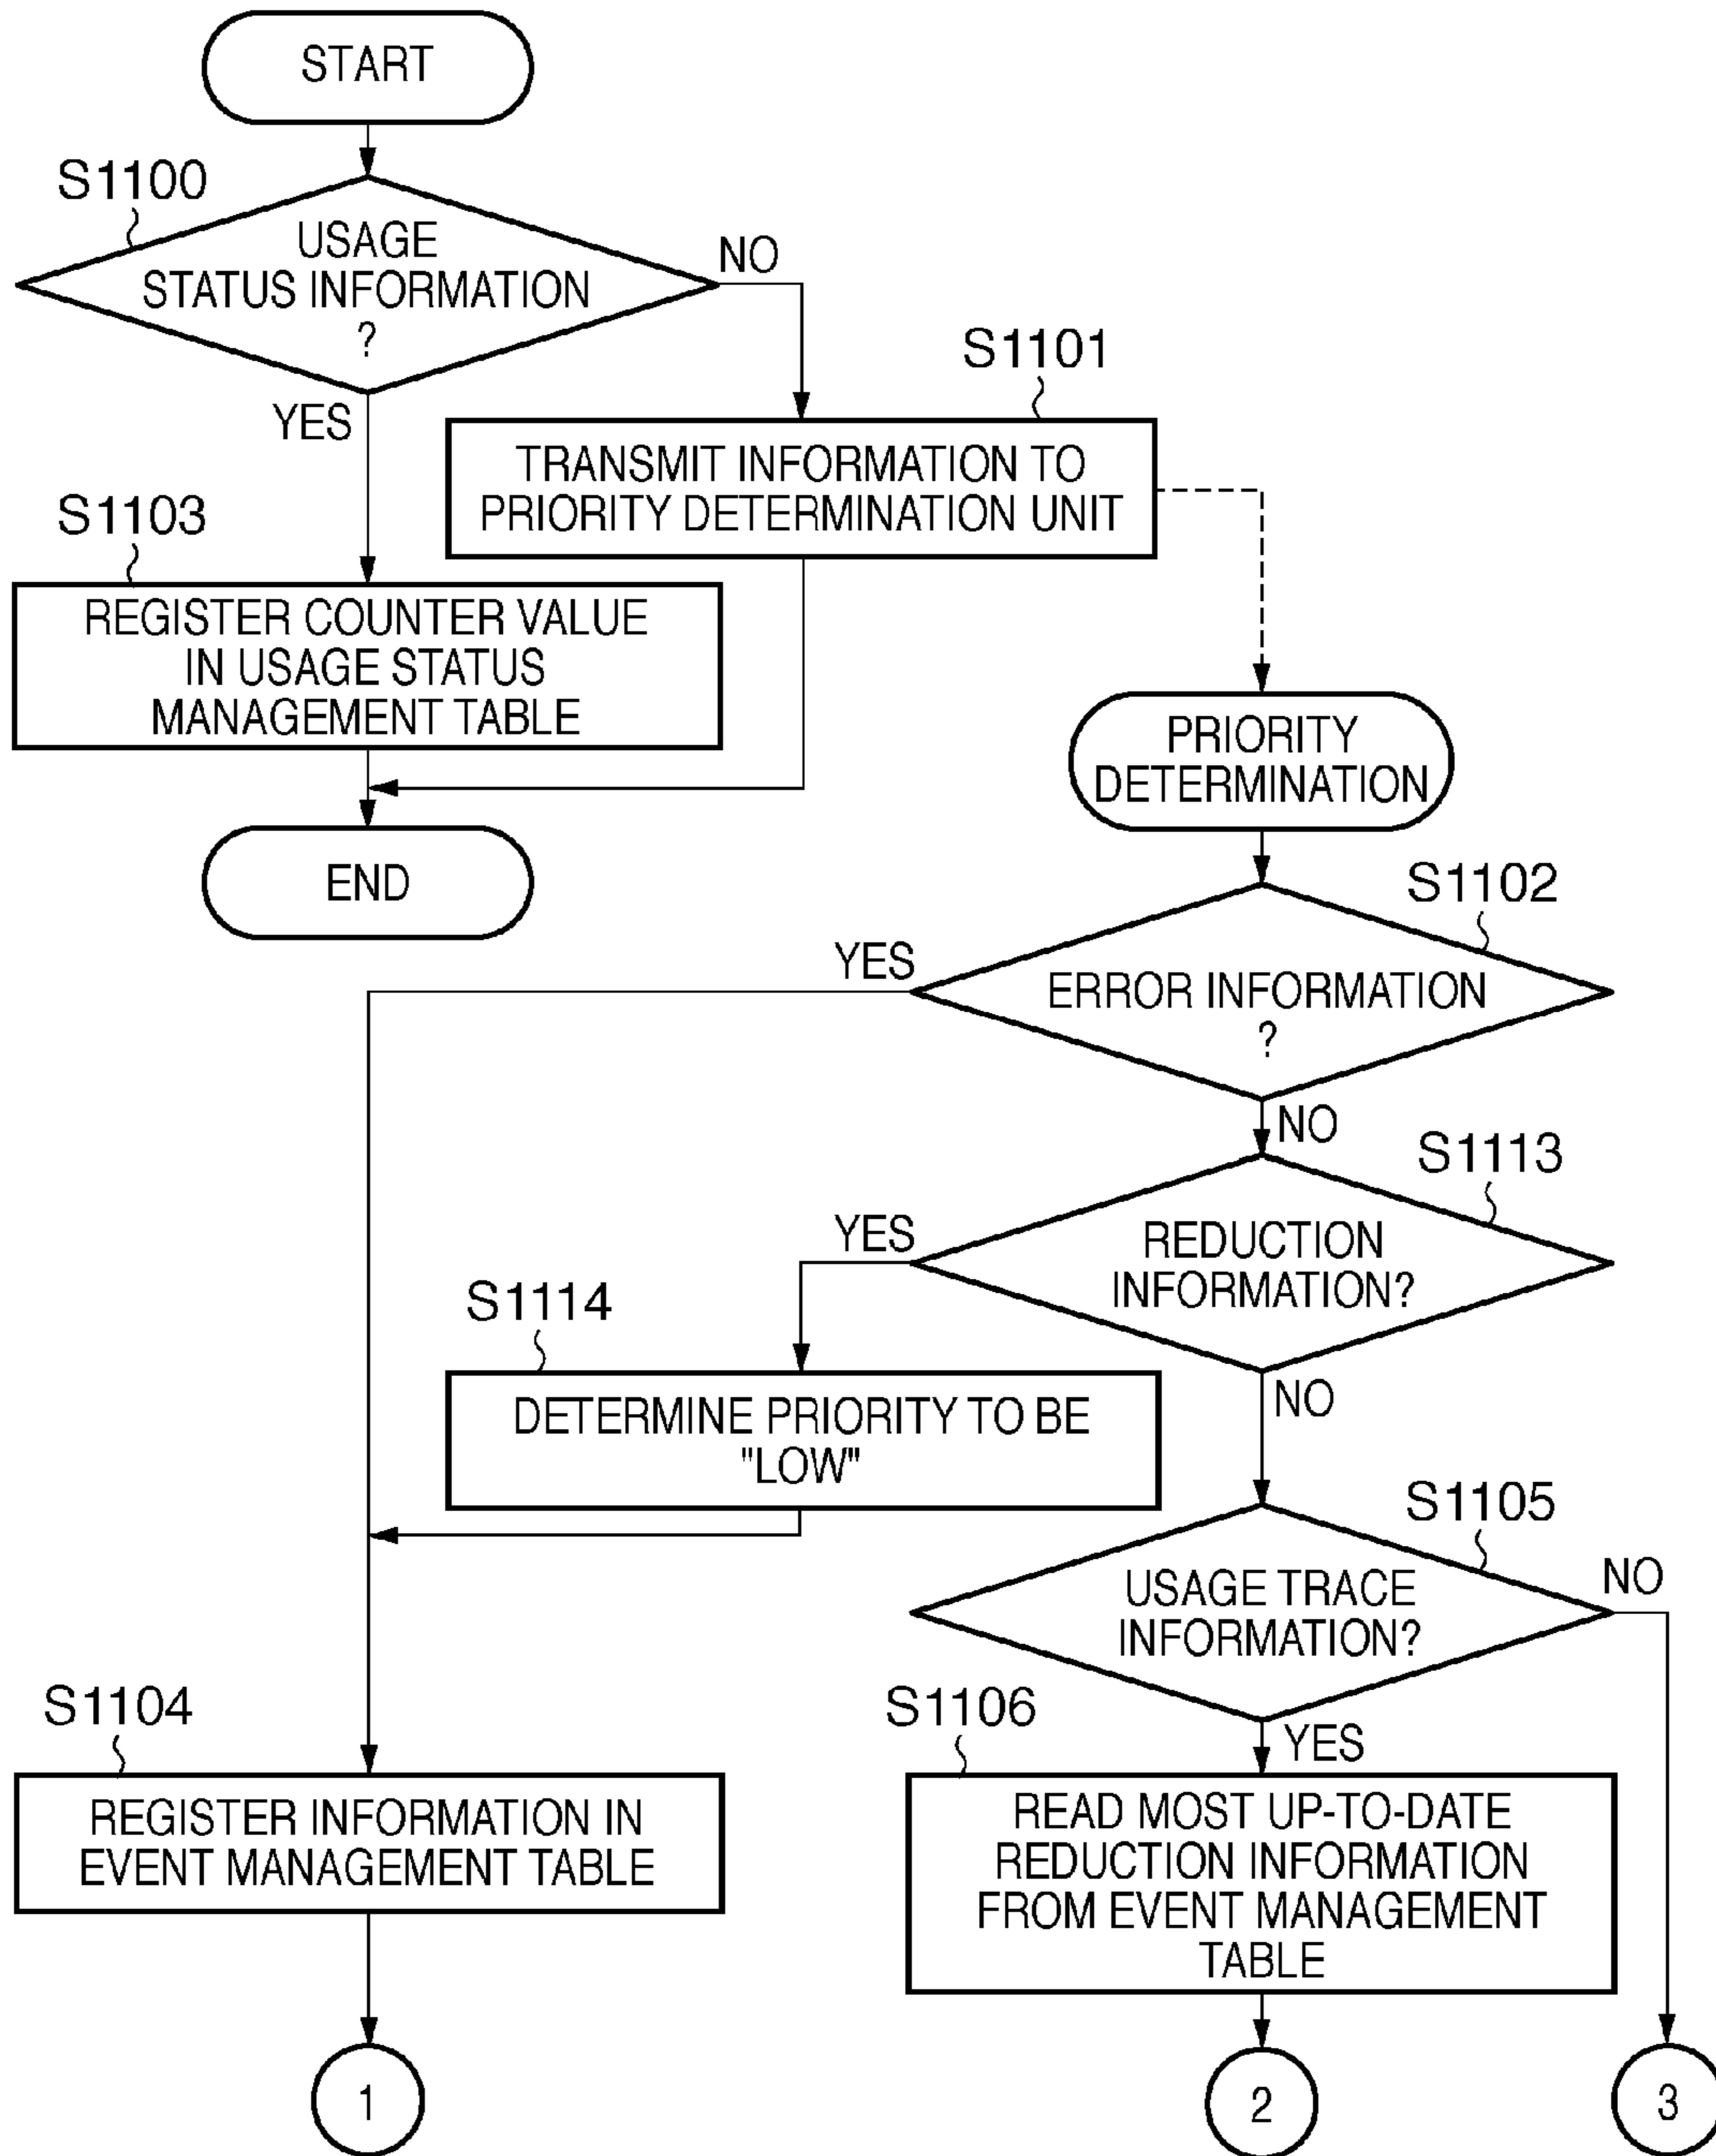 START
S1100
USAGE
STATUS INFORMATION
?
NO
YES
S1101
TRANSMIT INFORMATION TO
PRIORITY DETERMINATION UNIT
S1103
REGISTER COUNTER VALUE
IN USAGE STATUS
MANAGEMENT TABLE
END
PRIORITY
DETERMINATION
S1102
YES
ERROR INFORMATION
?
NO
S1113
YES
REDUCTION
INFORMATION?
NO
S1114
DETERMINE PRIORITY TO BE
"LOW"
S1105
USAGE TRACE
INFORMATION?
NO
YES
S1104
REGISTER INFORMATION IN
EVENT MANAGEMENT TABLE
S1106
READ MOST UP-TO-DATE
REDUCTION INFORMATION
FROM EVENT MANAGEMENT
TABLE
1
2
3